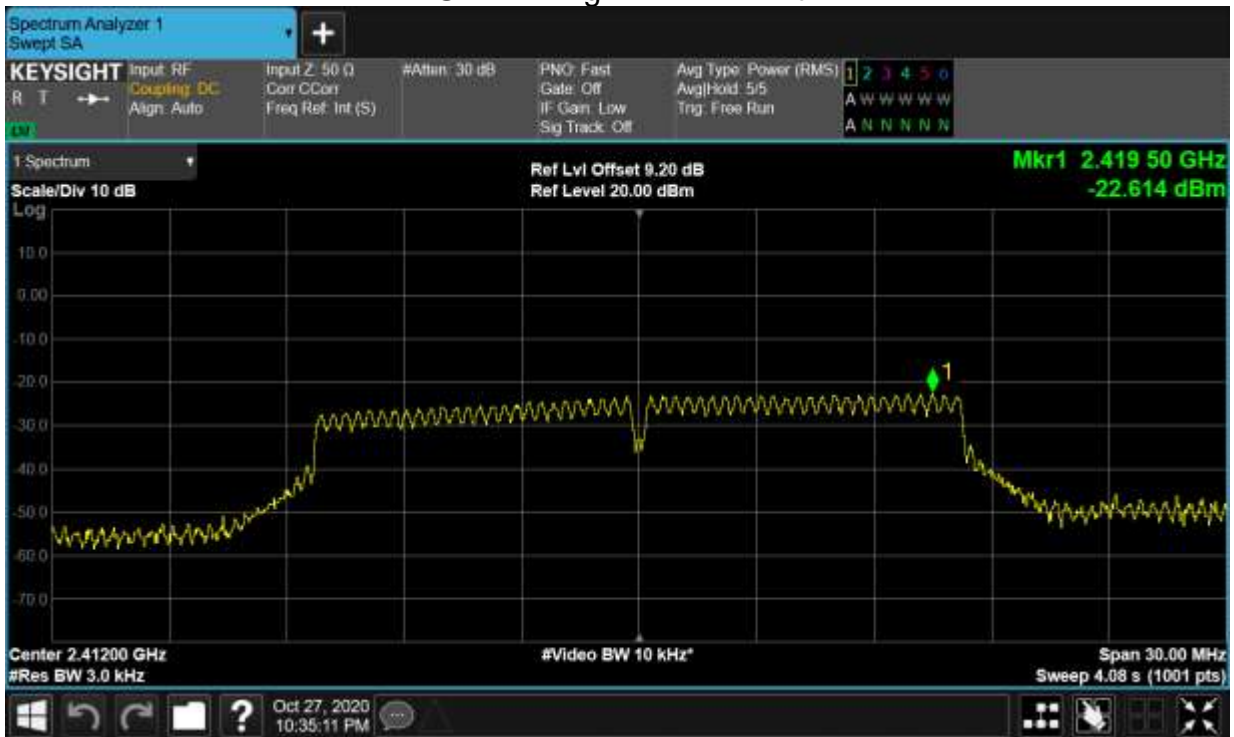 Spectrum Analyzer 1
Swept SA
+
KEYSIGHT Input: RF Input Z: 50 Ω #Atten: 30 dB PNO: Fast Avg Type: Power (RMS) 1 2 3 4 5 6
R T Coupling: DC Corr CCorr Gate: Off Avg|Hold: 5/5 A W W W W W
Align: Auto Freq Ref: Int (S) IF Gain: Low Trig: Free Run
Sig Track: Off A N N N N N
1 Spectrum Ref Lvl Offset 9.20 dB Mkr1 2.419 50 GHz
Scale/Div 10 dB Ref Level 20.00 dBm -22.614 dBm
Log
10.0
0.00
-10.0
1
-20.0
-30.0
-40.0
-50.0
-60.0
-70.0
Center 2.41200 GHz #Video BW 10 kHz* Span 30.00 MHz
#Res BW 3.0 kHz Sweep 4.08 s (1001 pts)
? Oct 27, 2020
10:35:11 PM